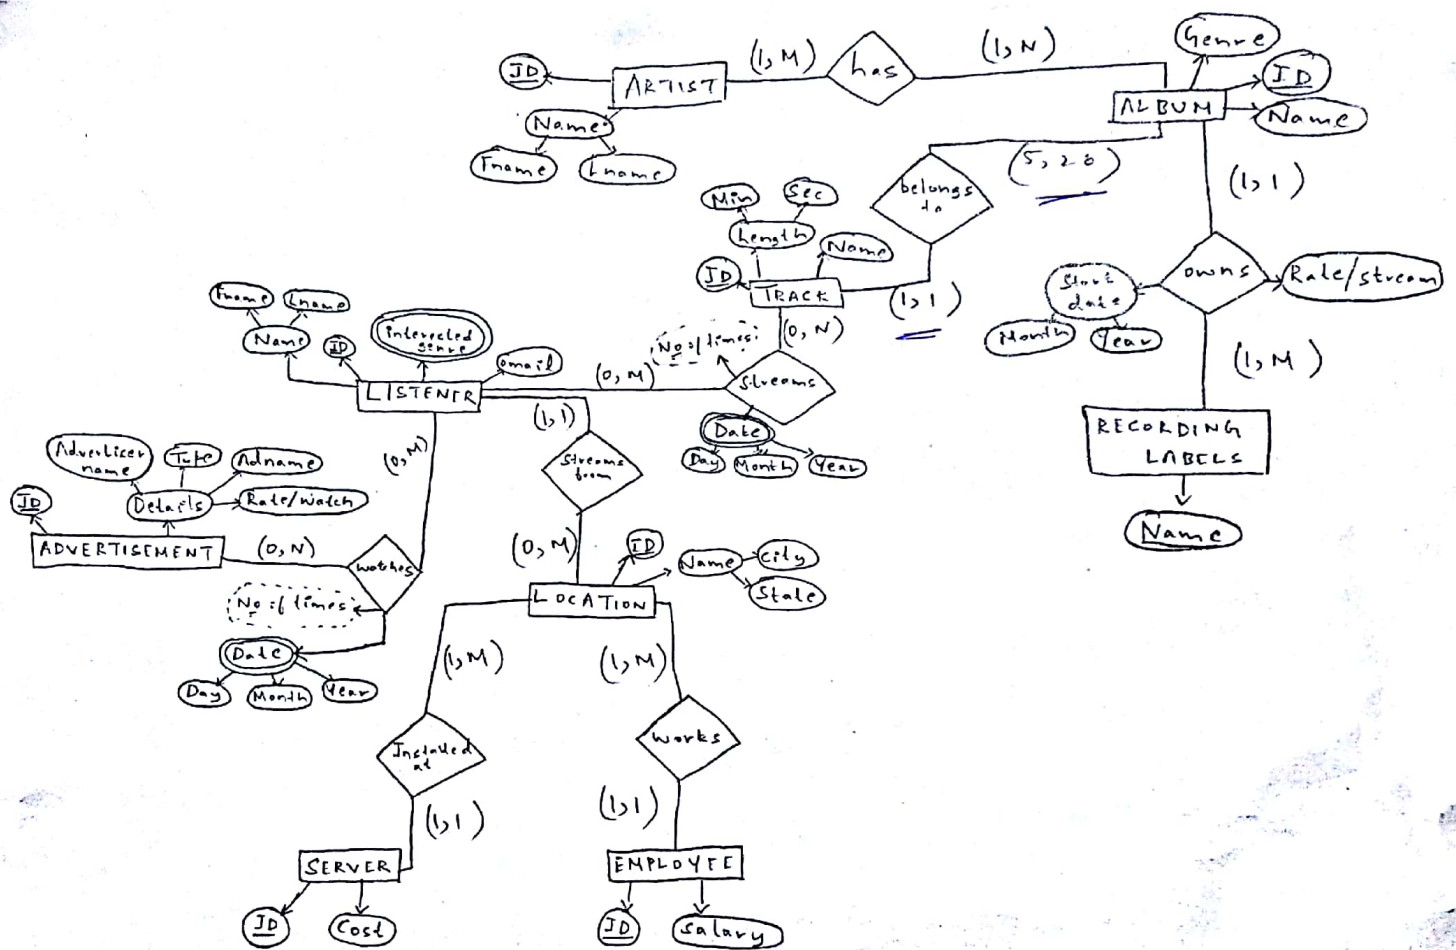 ID
ARTIST
(1, M)
has
(1, N)
Genre
ID
ALBUM
Name
Name
Fname
Lname
(5, 20)
belongs
to
(1, 1)
Min
Sec
Length
Name
ID
TRACK
(1, 1)
owns
Rate/stream
Start
date
Month
Year
(1, M)
RECORDING
LABELS
Name
Fname
Lname
Name
ID
interested
genre
email
LISTENER
(0, M)
No of times
(0, N)
Streams
Date
Day
Month
Year
(1, 1)
Streams
from
(0, M)
(0, M)
Advertiser
name
Type
Adname
ID
Details
Rate/watch
ADVERTISEMENT
(0, N)
watches
No of times
Date
Day
Month
Year
ID
Name
City
State
LOCATION
(1, M)
(1, M)
Installed
at
Works
(1, 1)
(1, 1)
SERVER
EMPLOYEE
ID
Cost
ID
Salary